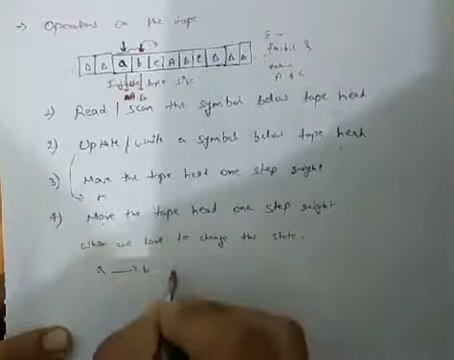 → Operations on the tape
Δ Δ a b c A B C Δ Δ Δ
tape size
1) Read / scan the symbol below tape head
2) Update / write a symbol below tape head
3) Move the tape head one step right
4) Move the tape head one step right
when we have to change the state.
a → b